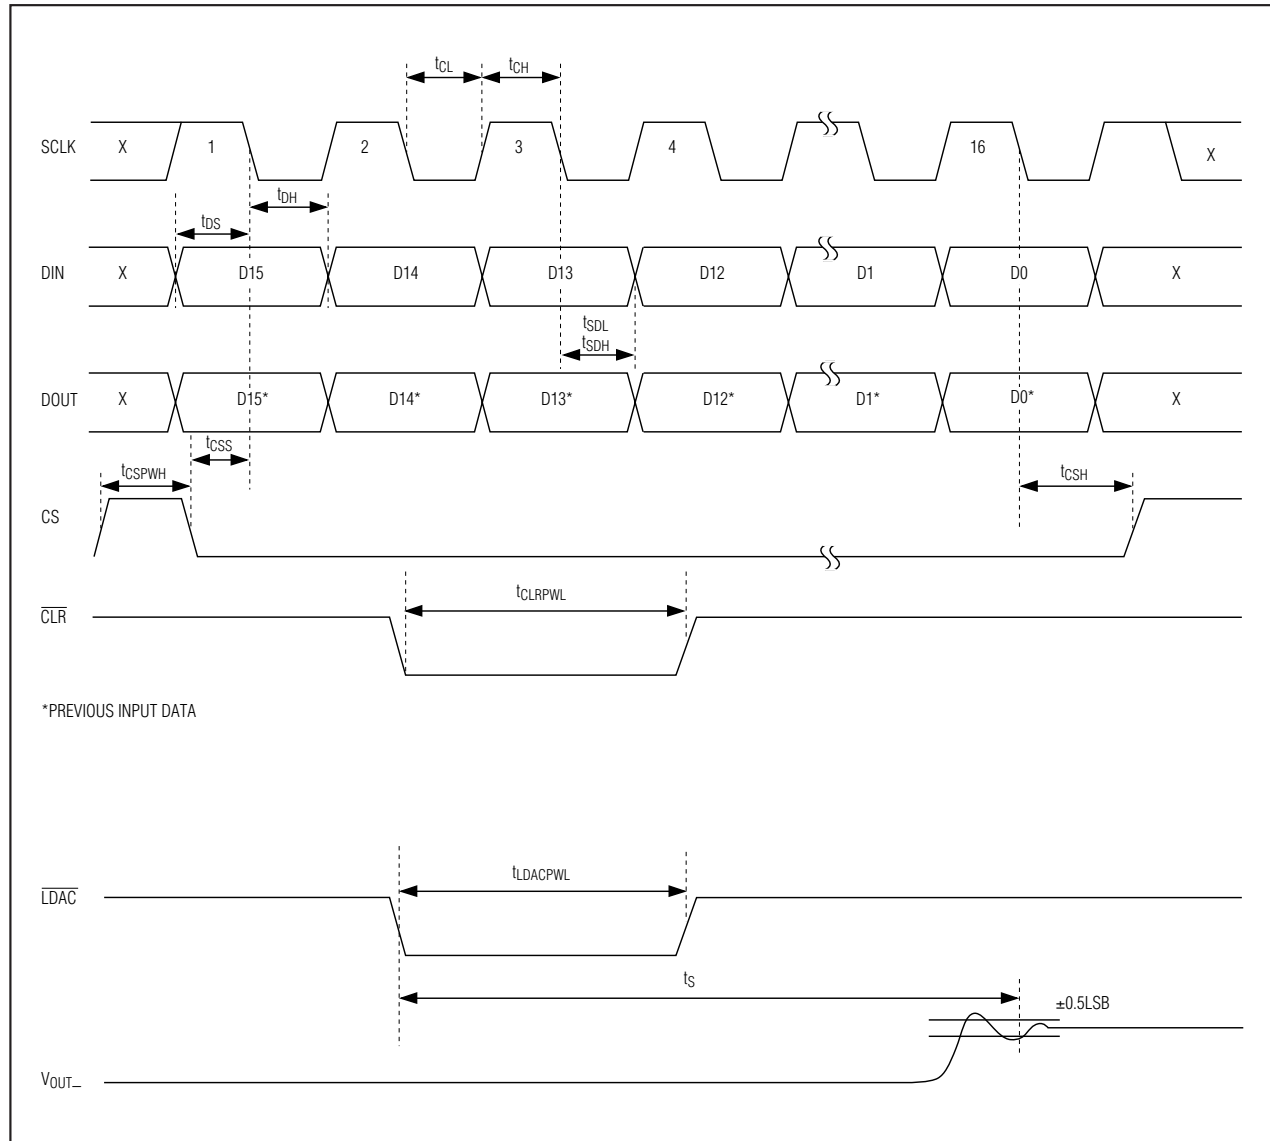 tCL tCH
SCLK X 1 2 3 4 16 X
tDH
tDS
DIN X D15 D14 D13 D12 D1 D0 X
tSDL
tSDH
DOUT X D15* D14* D13* D12* D1* D0* X
tCSS
tCSPWH tCSH
CS
tCLRPWL
CLR
*PREVIOUS INPUT DATA
tLDACPWL
LDAC
tS
±0.5LSB
VOUT_